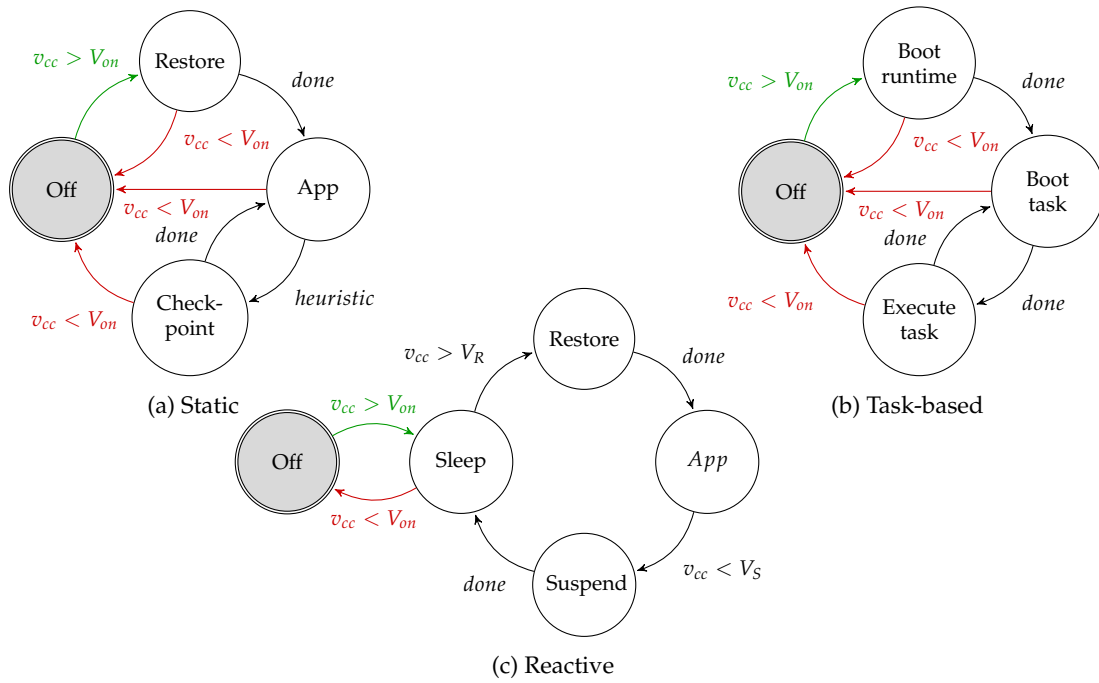 Restore
v_cc > V_on
done
v_cc < V_on
Off
App
v_cc < V_on
done
Check-
point
heuristic
v_cc < V_on
(a) Static
Boot
runtime
v_cc > V_on
done
v_cc < V_on
Off
Boot
task
v_cc < V_on
done
Execute
task
done
v_cc < V_on
(b) Task-based
Restore
v_cc > V_R
done
v_cc > V_on
Off
Sleep
App
v_cc < V_on
done
Suspend
v_cc < V_S
(c) Reactive